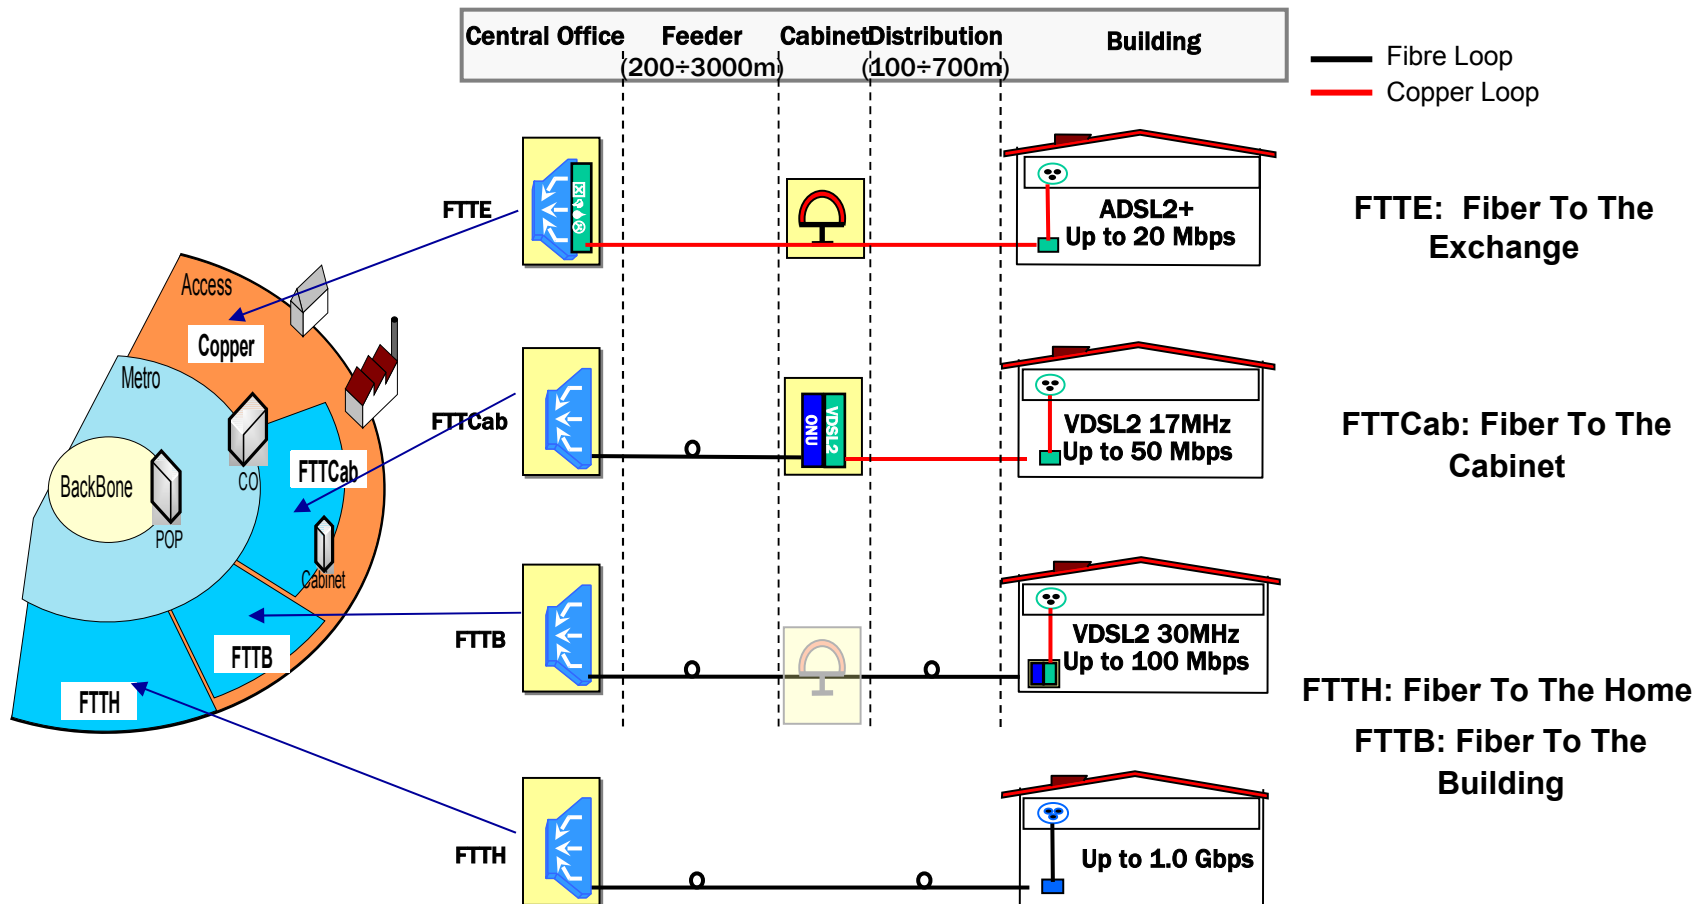 Central Office Feeder Cabinet Distribution Building
(200÷3000m) (100÷700m)
Fibre Loop
Copper Loop
FTTE
ADSL2+
Up to 20 Mbps
FTTE: Fiber To The
Exchange
Access
Copper
Metro
BackBone
POP
CO
FTTCab
Cabinet
FTTB
FTTH
FTTCab
ONU
VDSL2
VDSL2 17MHz
Up to 50 Mbps
FTTCab: Fiber To The
Cabinet
FTTB
VDSL2 30MHz
Up to 100 Mbps
FTTH: Fiber To The Home
FTTB: Fiber To The
Building
FTTH
Up to 1.0 Gbps